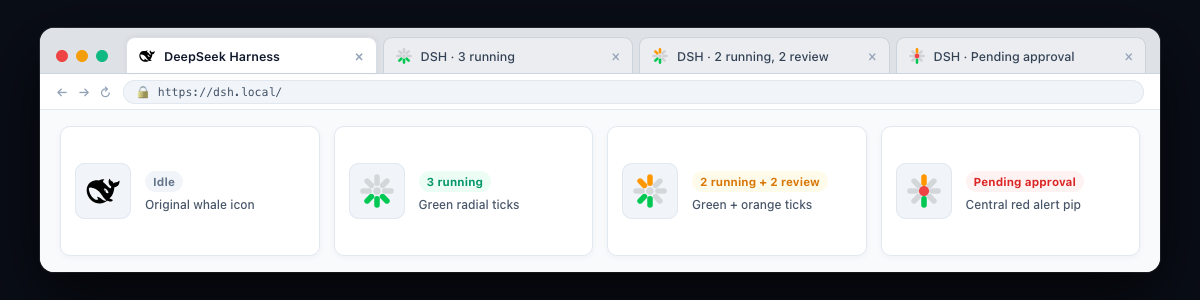 DeepSeek Harness ×
DSH · 3 running ×
DSH · 2 running, 2 review ×
DSH · Pending approval ×
https://dsh.local/
Idle
Original whale icon
3 running
Green radial ticks
2 running + 2 review
Green + orange ticks
Pending approval
Central red alert pip